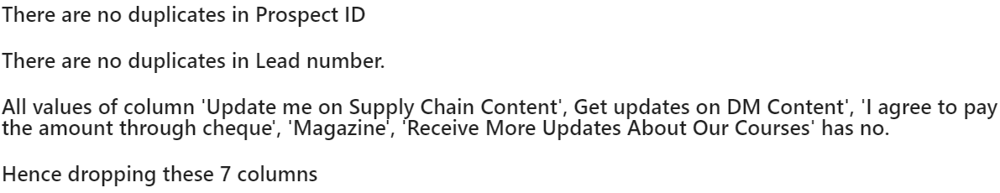 There are no duplicates in Prospect ID
There are no duplicates in Lead number.
All values of column 'Update me on Supply Chain Content', Get updates on DM Content', 'I agree to pay
the amount through cheque', 'Magazine', 'Receive More Updates About Our Courses' has no.
Hence dropping these 7 columns